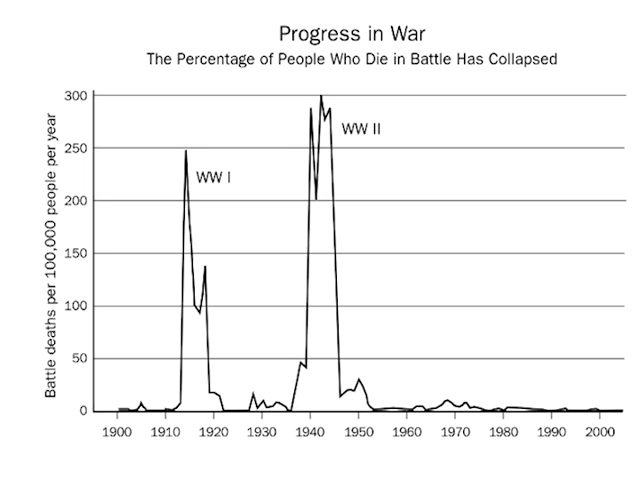 Progress in War
The Percentage of People Who Die in Battle Has Collapsed
Battle deaths per 100,000 people per year
300
250
200
150
100
50
0
WW I
WW II
1900 1910 1920 1930 1940 1950 1960 1970 1980 1990 2000